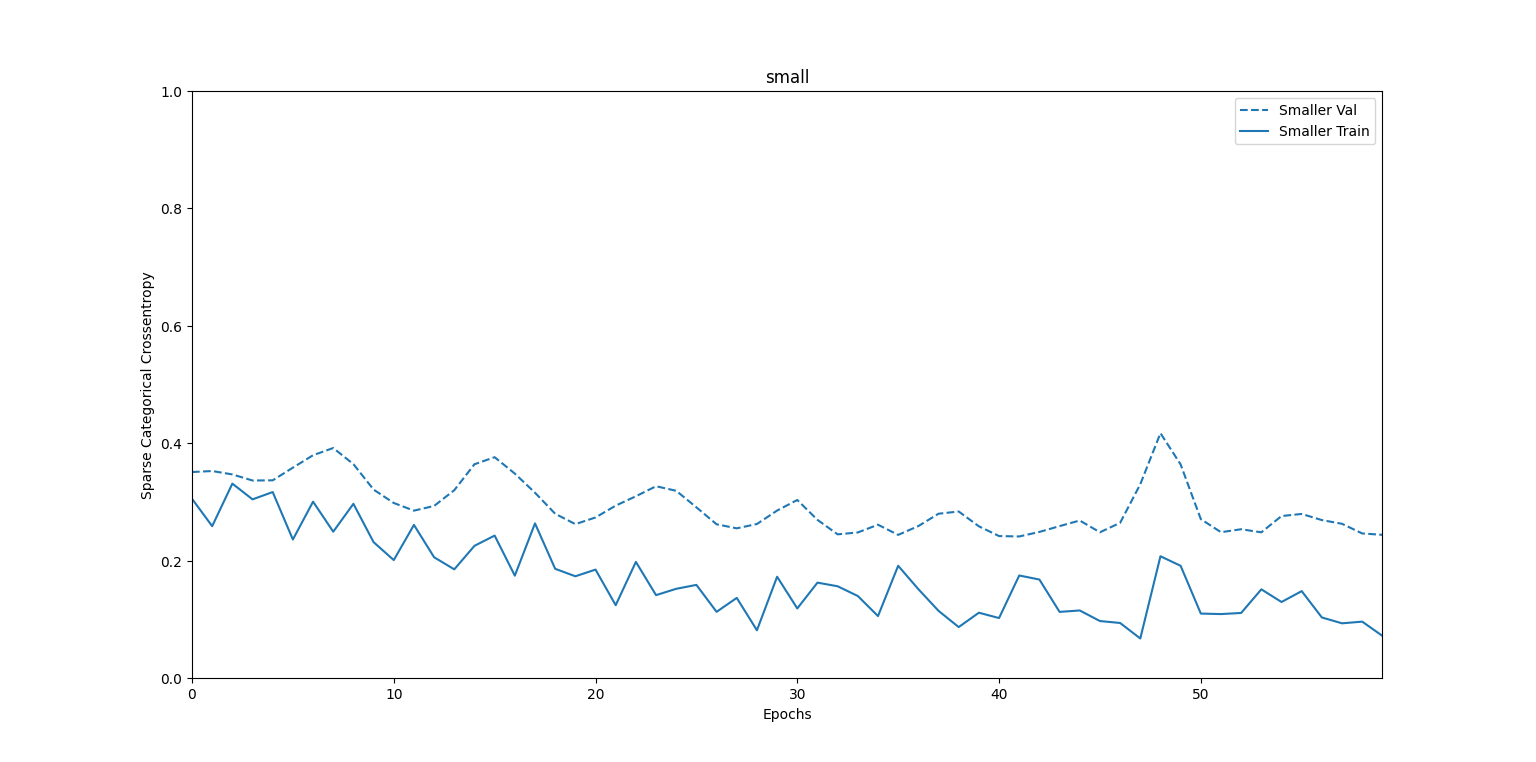 small
Smaller Val
Smaller Train
Sparse Categorical Crossentropy
1.0
0.8
0.6
0.4
0.2
0.0
0 10 20 30 40 50
Epochs